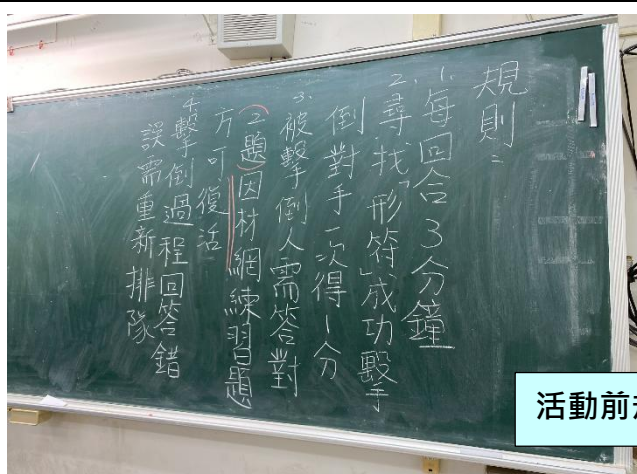 規則：
1. 每回合3分鐘
2. 尋找「形符」成功擊
倒對手一次得1分
3. 被擊倒人需答對
(2題)因材網練習題
方可復活
4. 擊倒過程回答錯
誤需重新排隊
活動前